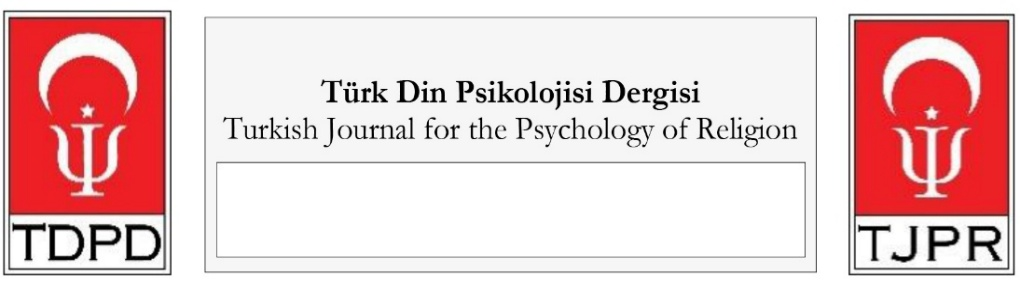 TDPD
Türk Din Psikolojisi Dergisi
Turkish Journal for the Psychology of Religion
TJPR